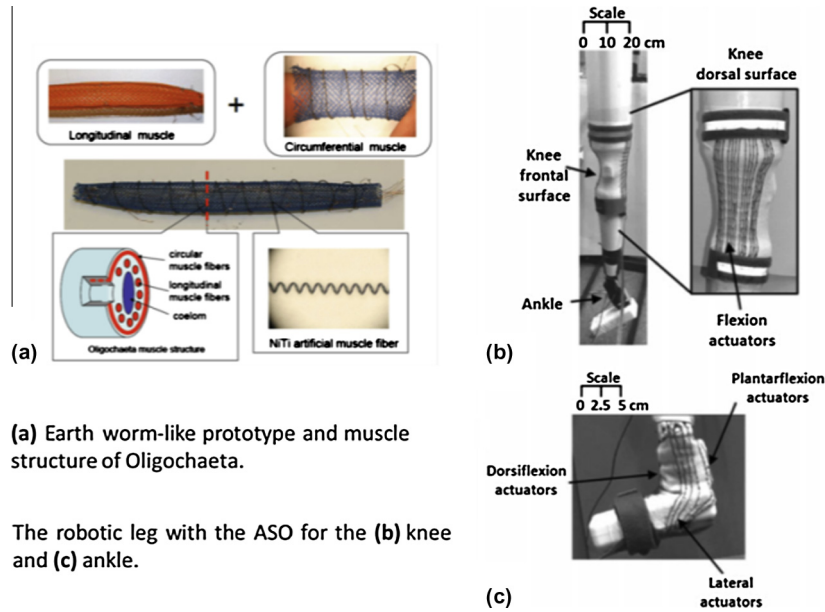 Longitudinal muscle
+
Circumferential muscle
circular
muscle fibers
longitudinal
muscle fibers
coelom
Oligochaeta muscle structure
NiTi artificial muscle fiber
(a)
Scale
0 10 20 cm
Knee
dorsal surface
Knee
frontal
surface
Ankle
Flexion
actuators
(b)
Scale
0 2.5 5 cm
Plantarflexion
actuators
Dorsiflexion
actuators
Lateral
actuators
(c)
(a) Earth worm-like prototype and muscle
structure of Oligochaeta.
The robotic leg with the ASO for the (b) knee
and (c) ankle.